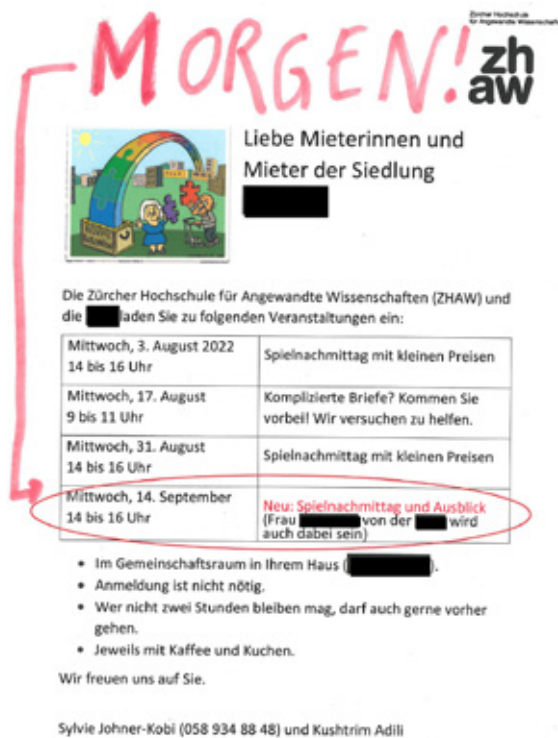 Zürcher Hochschule
für Angewandte Wissenschaften
MORGEN!
zh
aw
Liebe Mieterinnen und
Mieter der Siedlung
Die Zürcher Hochschule für Angewandte Wissenschaften (ZHAW) und
die laden Sie zu folgenden Veranstaltungen ein:
Mittwoch, 3. August 2022
14 bis 16 Uhr
Spielnachmittag mit kleinen Preisen
Mittwoch, 17. August
9 bis 11 Uhr
Komplizierte Briefe? Kommen Sie
vorbei! Wir versuchen zu helfen.
Mittwoch, 31. August
14 bis 16 Uhr
Spielnachmittag mit kleinen Preisen
Mittwoch, 14. September
14 bis 16 Uhr
Neu: Spielnachmittag und Ausblick
(Frau von der wird
auch dabei sein)
• Im Gemeinschaftsraum in Ihrem Haus ( ).
• Anmeldung ist nicht nötig.
• Wer nicht zwei Stunden bleiben mag, darf auch gerne vorher
gehen.
• Jeweils mit Kaffee und Kuchen.
Wir freuen uns auf Sie.
Sylvie Johner-Kobi (058 934 88 48) und Kushtrim Adili